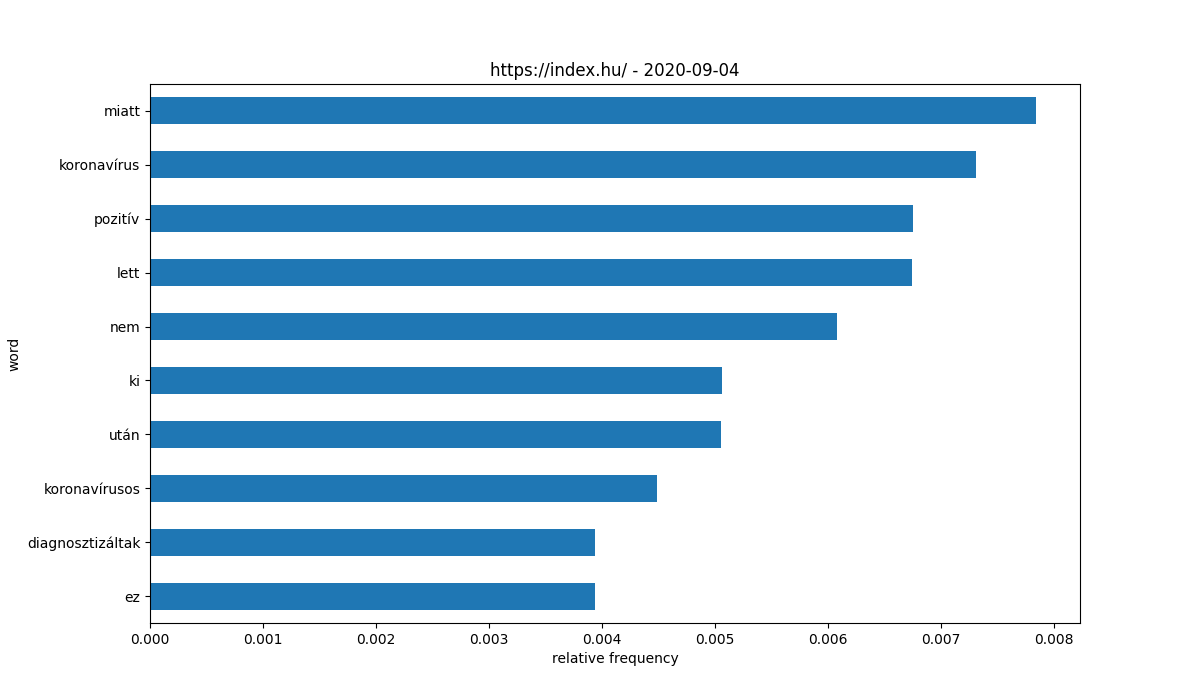 https://index.hu/ - 2020-09-04
miatt
koronavírus
pozitív
lett
nem
ki
után
koronavírusos
diagnosztizáltak
ez
word
0.000 0.001 0.002 0.003 0.004 0.005 0.006 0.007 0.008
relative frequency